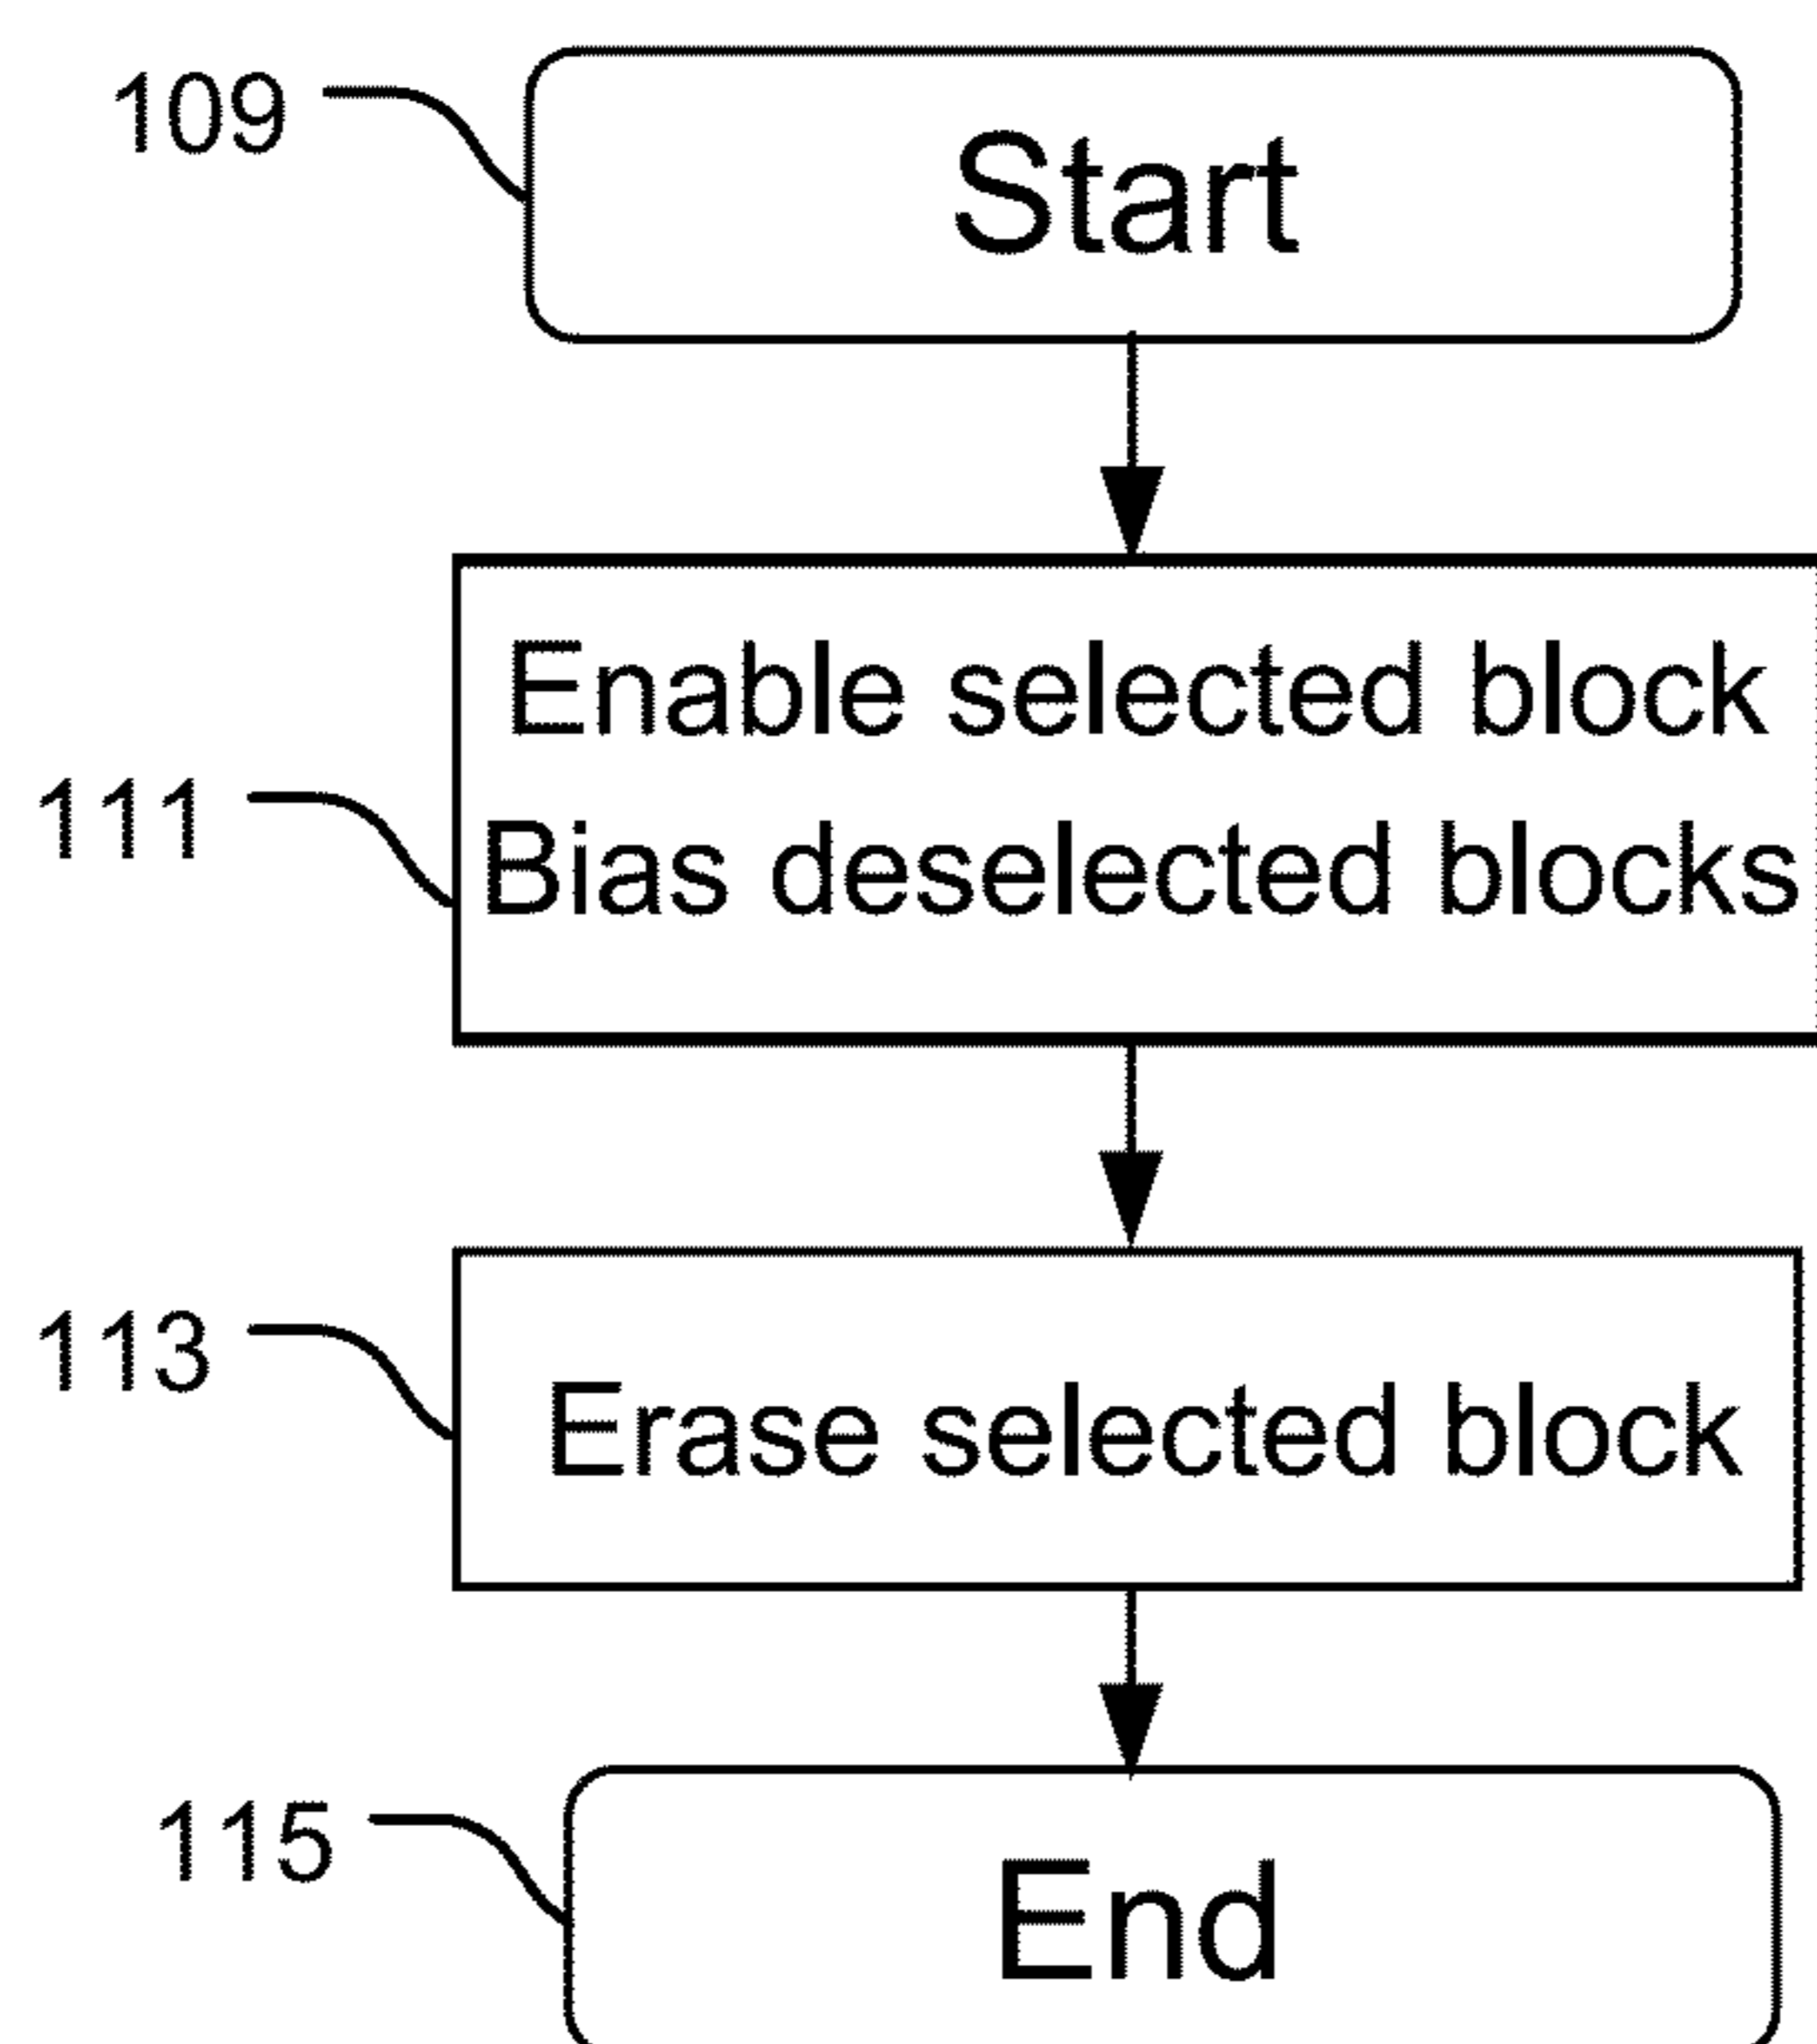 109
Start
Enable selected block
111
Bias deselected blocks
113
Erase selected block
115
End